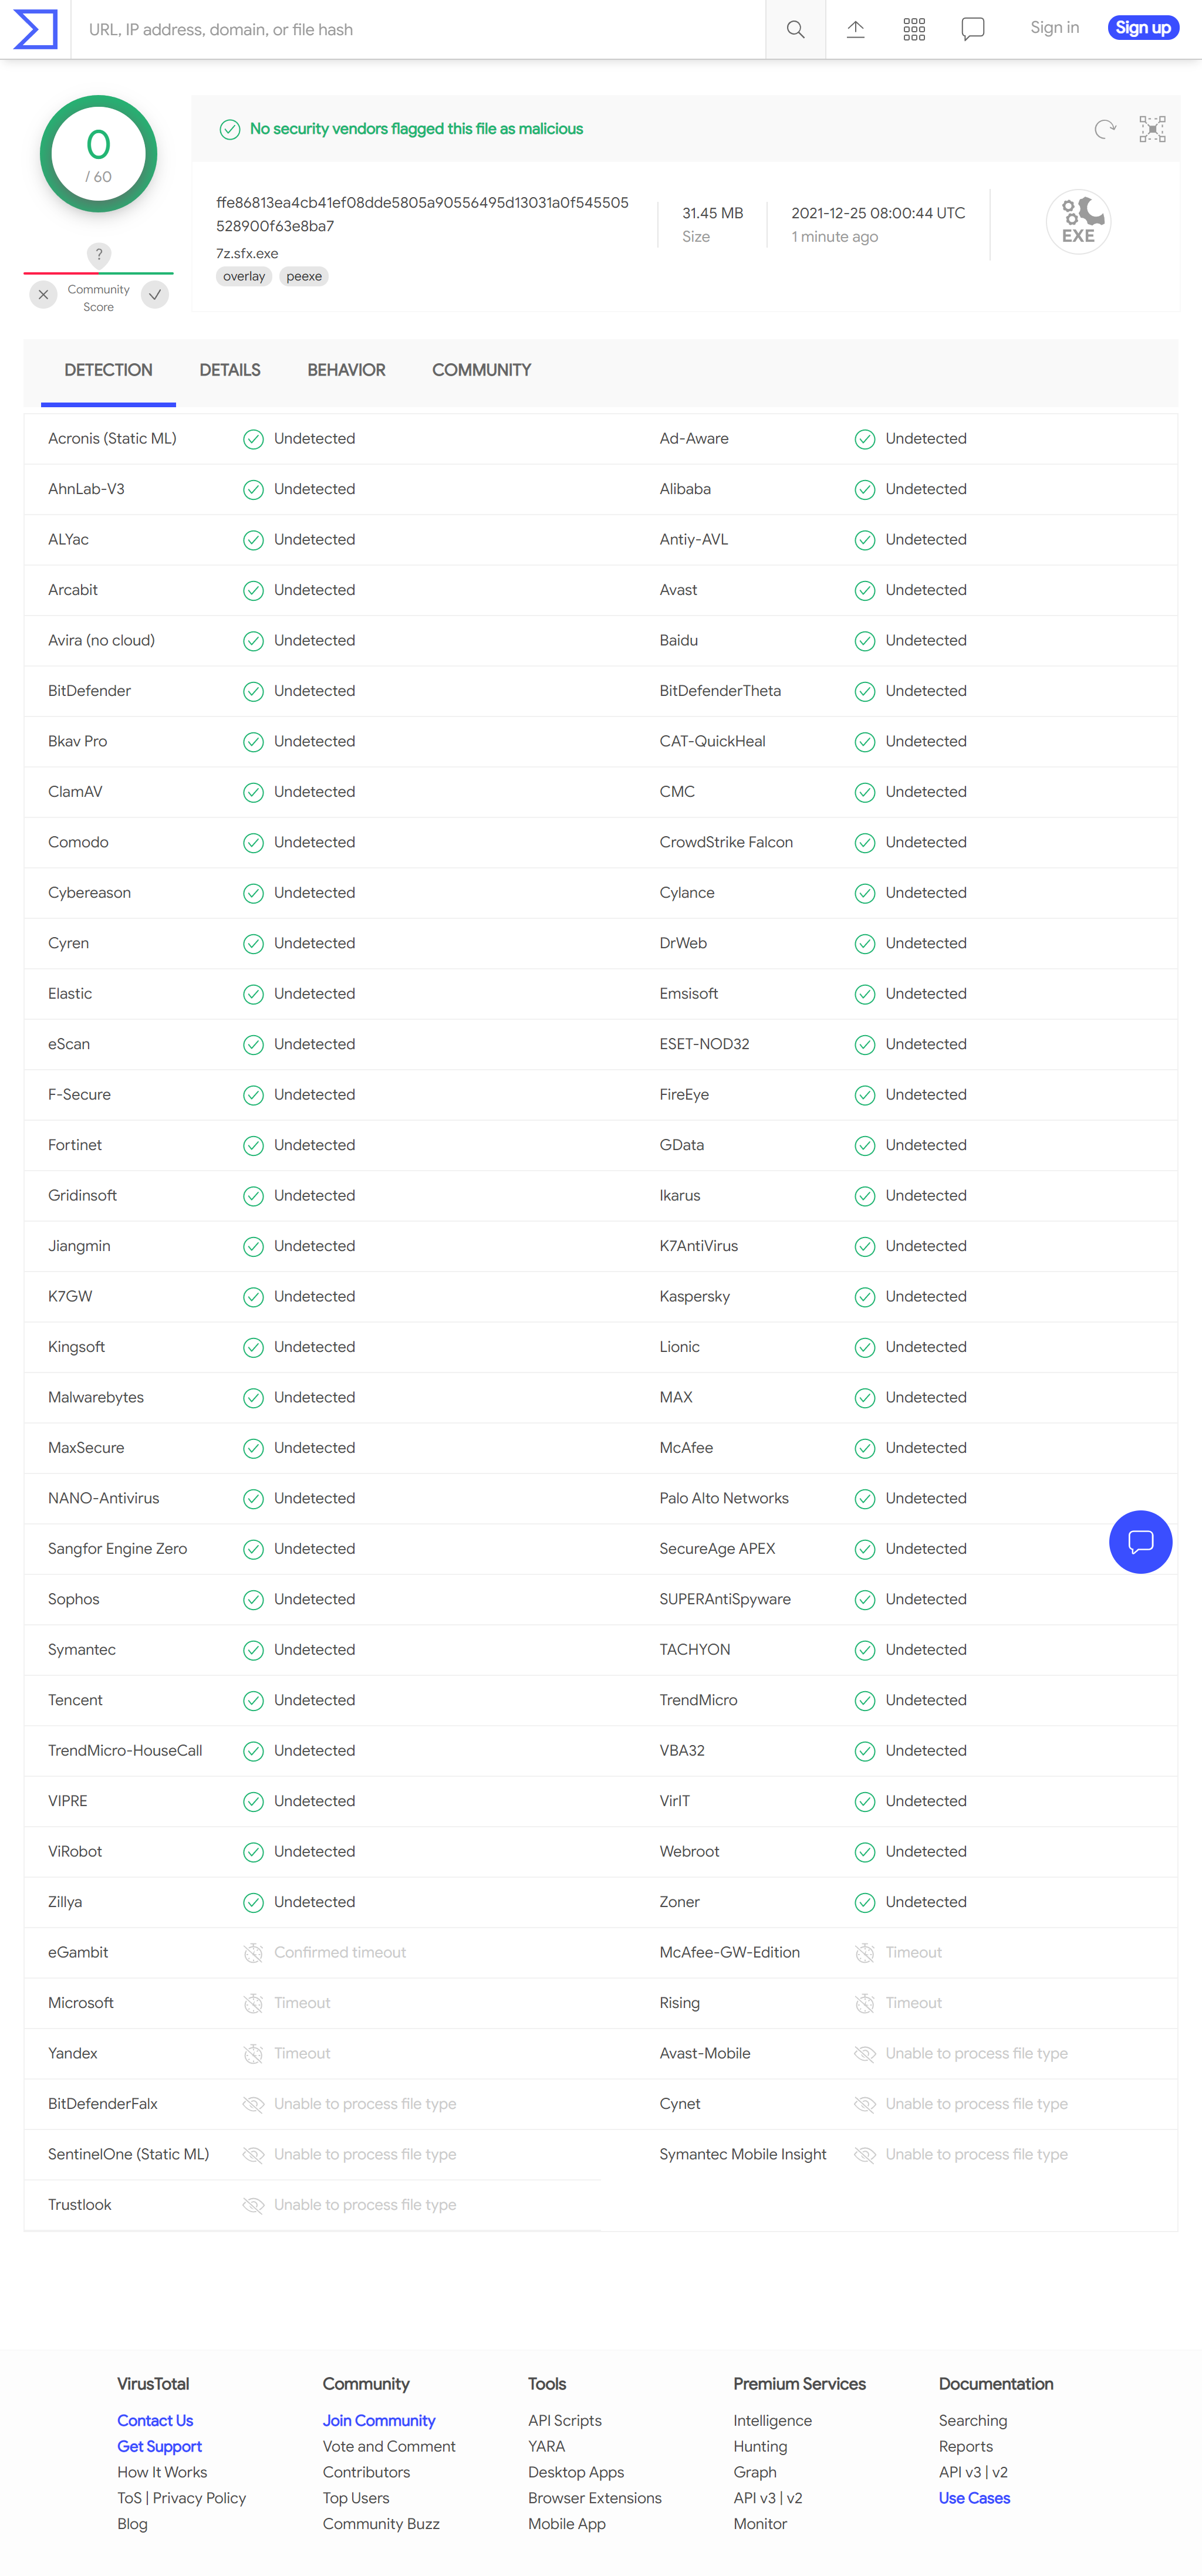 URL, IP address, domain, or file hash
Sign in
Sign up
0
/ 60
?
Community
Score
No security vendors flagged this file as malicious
ffe86813ea4cb41ef08dde5805a90556495d13031a0f545505
528900f63e8ba7
7z.sfx.exe
overlay peexe
31.45 MB
Size
2021-12-25 08:00:44 UTC
1 minute ago
EXE
DETECTION DETAILS BEHAVIOR COMMUNITY
Acronis (Static ML) Undetected Ad-Aware Undetected
AhnLab-V3 Undetected Alibaba Undetected
ALYac Undetected Antiy-AVL Undetected
Arcabit Undetected Avast Undetected
Avira (no cloud) Undetected Baidu Undetected
BitDefender Undetected BitDefenderTheta Undetected
Bkav Pro Undetected CAT-QuickHeal Undetected
ClamAV Undetected CMC Undetected
Comodo Undetected CrowdStrike Falcon Undetected
Cybereason Undetected Cylance Undetected
Cyren Undetected DrWeb Undetected
Elastic Undetected Emsisoft Undetected
eScan Undetected ESET-NOD32 Undetected
F-Secure Undetected FireEye Undetected
Fortinet Undetected GData Undetected
Gridinsoft Undetected Ikarus Undetected
Jiangmin Undetected K7AntiVirus Undetected
K7GW Undetected Kaspersky Undetected
Kingsoft Undetected Lionic Undetected
Malwarebytes Undetected MAX Undetected
MaxSecure Undetected McAfee Undetected
NANO-Antivirus Undetected Palo Alto Networks Undetected
Sangfor Engine Zero Undetected SecureAge APEX Undetected
Sophos Undetected SUPERAntiSpyware Undetected
Symantec Undetected TACHYON Undetected
Tencent Undetected TrendMicro Undetected
TrendMicro-HouseCall Undetected VBA32 Undetected
VIPRE Undetected VirIT Undetected
ViRobot Undetected Webroot Undetected
Zillya Undetected Zoner Undetected
eGambit Confirmed timeout McAfee-GW-Edition Timeout
Microsoft Timeout Rising Timeout
Yandex Timeout Avast-Mobile Unable to process file type
BitDefenderFalx Unable to process file type Cynet Unable to process file type
SentinelOne (Static ML) Unable to process file type Symantec Mobile Insight Unable to process file type
Trustlook Unable to process file type
VirusTotal
Contact Us
Get Support
How It Works
ToS | Privacy Policy
Blog
Community
Join Community
Vote and Comment
Contributors
Top Users
Community Buzz
Tools
API Scripts
YARA
Desktop Apps
Browser Extensions
Mobile App
Premium Services
Intelligence
Hunting
Graph
API v3 | v2
Monitor
Documentation
Searching
Reports
API v3 | v2
Use Cases